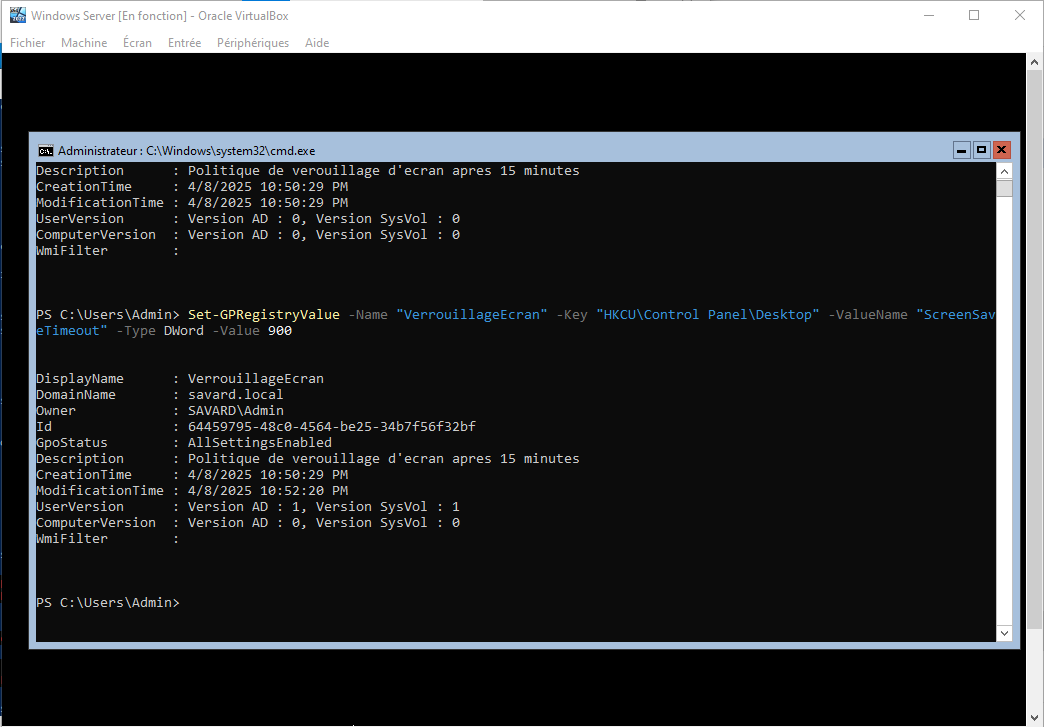 Windows Server [En fonction] - Oracle VirtualBox
Fichier Machine Écran Entrée Périphériques Aide
Administrateur : C:\Windows\system32\cmd.exe
Description      : Politique de verouillage d'ecran apres 15 minutes
CreationTime     : 4/8/2025 10:50:29 PM
ModificationTime : 4/8/2025 10:50:29 PM
UserVersion      : Version AD : 0, Version SysVol : 0
ComputerVersion  : Version AD : 0, Version SysVol : 0
WmiFilter        :
PS C:\Users\Admin> Set-GPRegistryValue -Name "VerrouillageEcran" -Key "HKCU\Control Panel\Desktop" -ValueName "ScreenSav
eTimeout" -Type DWord -Value 900
DisplayName      : VerrouillageEcran
DomainName       : savard.local
Owner            : SAVARD\Admin
Id               : 64459795-48c0-4564-be25-34b7f56f32bf
GpoStatus        : AllSettingsEnabled
Description      : Politique de verouillage d'ecran apres 15 minutes
CreationTime     : 4/8/2025 10:50:29 PM
ModificationTime : 4/8/2025 10:52:20 PM
UserVersion      : Version AD : 1, Version SysVol : 1
ComputerVersion  : Version AD : 0, Version SysVol : 0
WmiFilter        :
PS C:\Users\Admin>